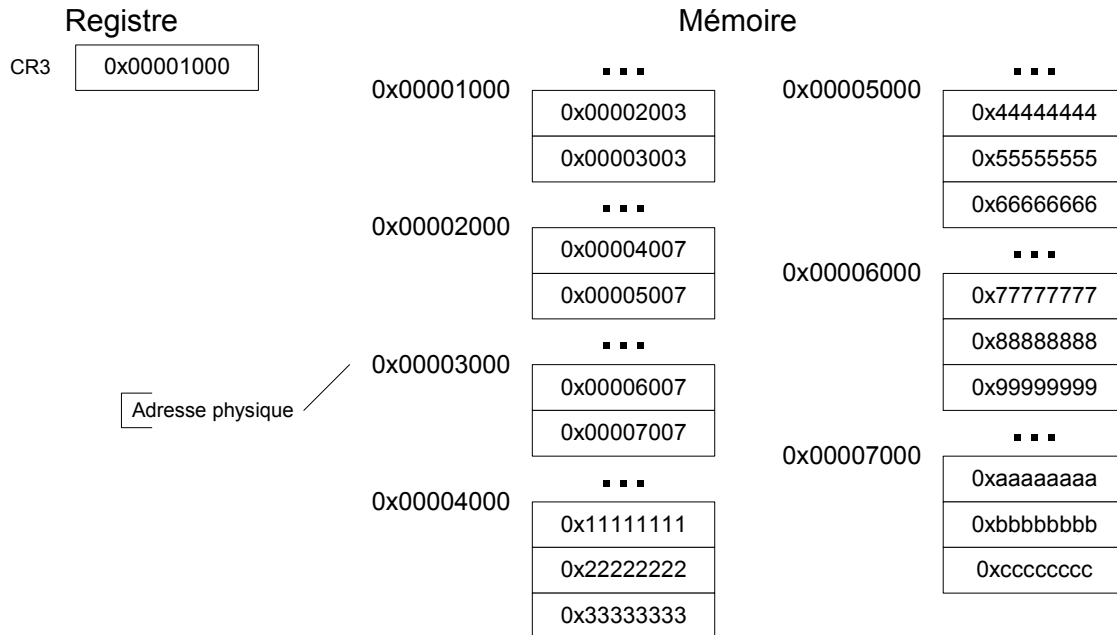 Registre
CR3 0x00001000
Mémoire
0x00001000
0x00002003
0x00003003
0x00002000
0x00004007
0x00005007
0x00003000
0x00006007
0x00007007
Adresse physique
0x00004000
0x11111111
0x22222222
0x33333333
0x00005000
0x44444444
0x55555555
0x66666666
0x00006000
0x77777777
0x88888888
0x99999999
0x00007000
0xaaaaaaaa
0xbbbbbbbb
0xcccccccc